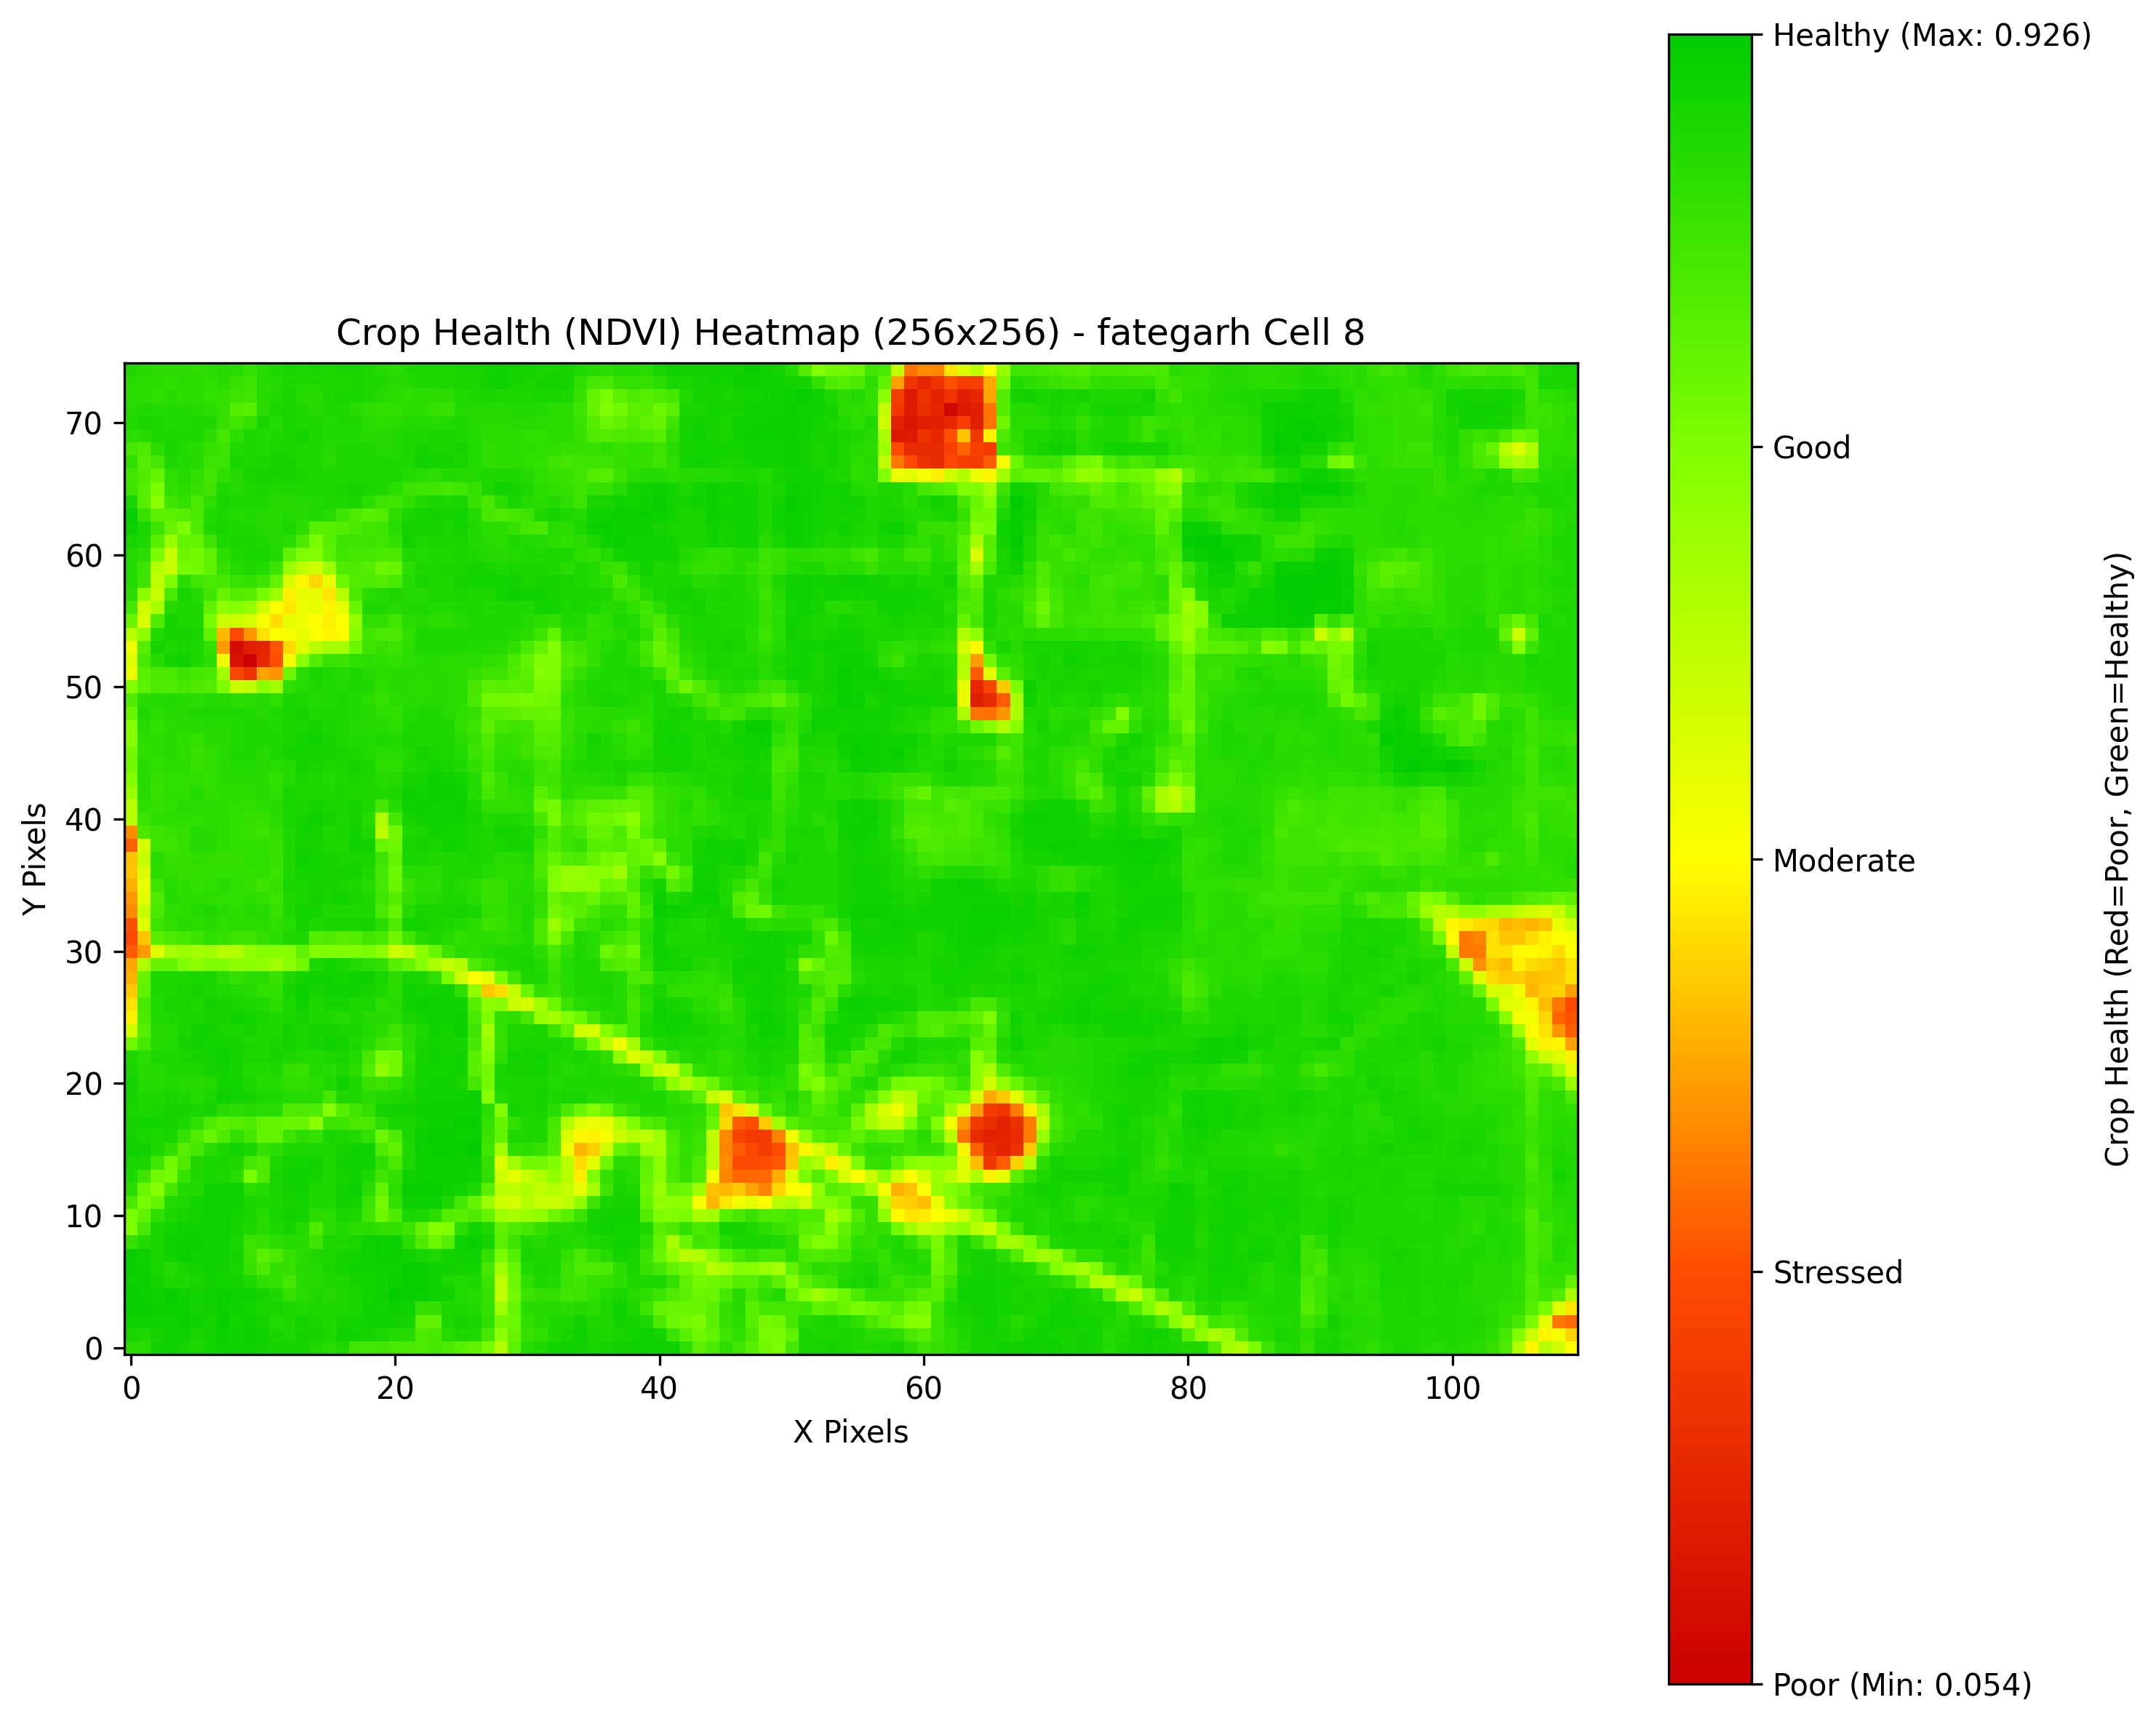 Crop Health (NDVI) Heatmap (256x256) - fategarh Cell 8
Y Pixels
70
60
50
40
30
20
10
0
0 20 40 60 80 100
X Pixels
Healthy (Max: 0.926)
Good
Moderate
Stressed
Poor (Min: 0.054)
Crop Health (Red=Poor, Green=Healthy)